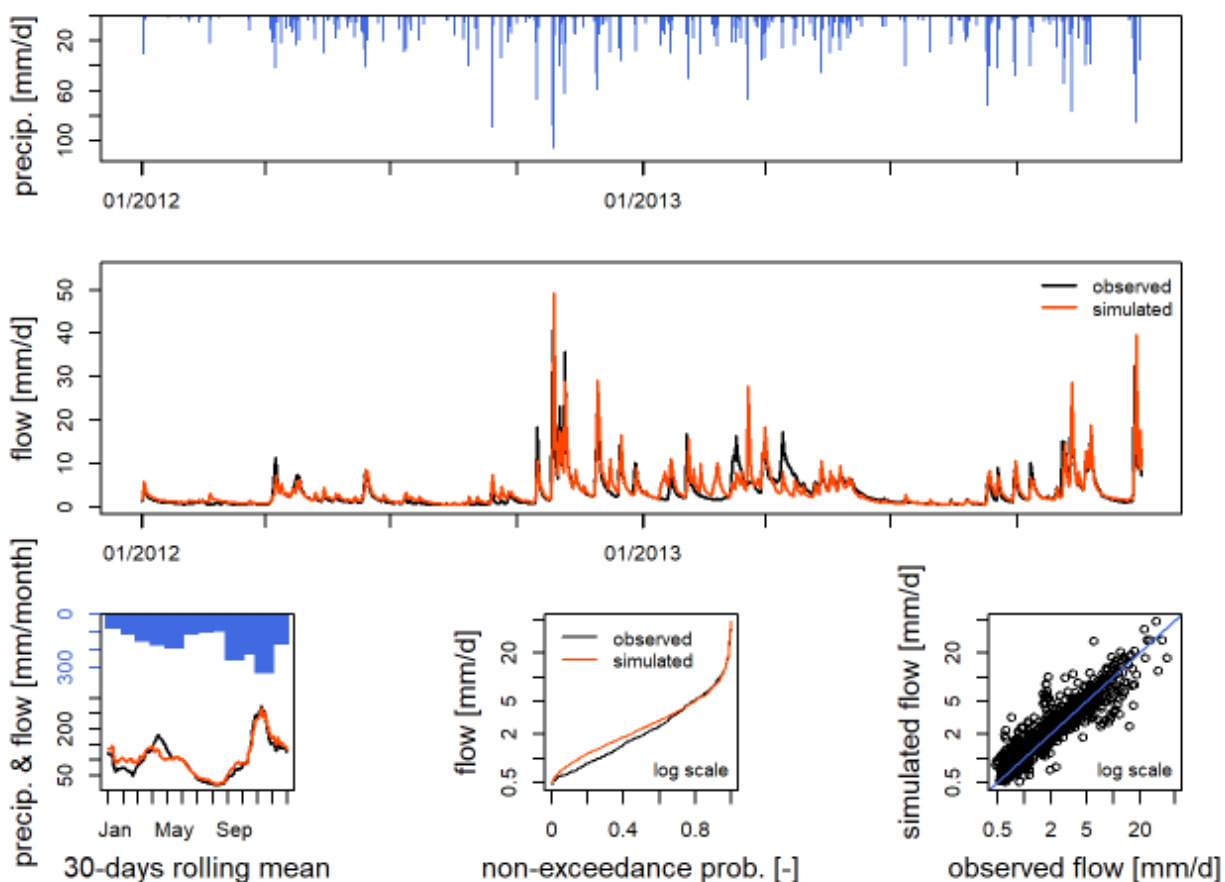 precip. [mm/d]
20
60
100
01/2012
01/2013
flow [mm/d]
50
40
30
20
10
0
observed
simulated
01/2012
01/2013
precip. & flow [mm/month]
0
300
200
50
Jan May Sep
30-days rolling mean
flow [mm/d]
20
5
2
0.5
observed
simulated
log scale
0 0.4 0.8
non-exceedance prob. [-]
simulated flow [mm/d]
20
5
2
0.5
log scale
0.5 2 5 20
observed flow [mm/d]